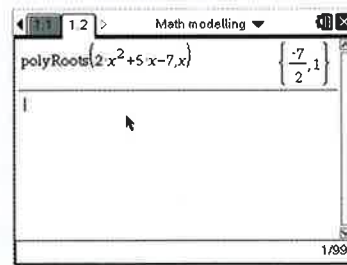 1.1 1.2 Math modelling
polyRoots(2·x²+5·x−7,x) {-7/2,1}
1/99